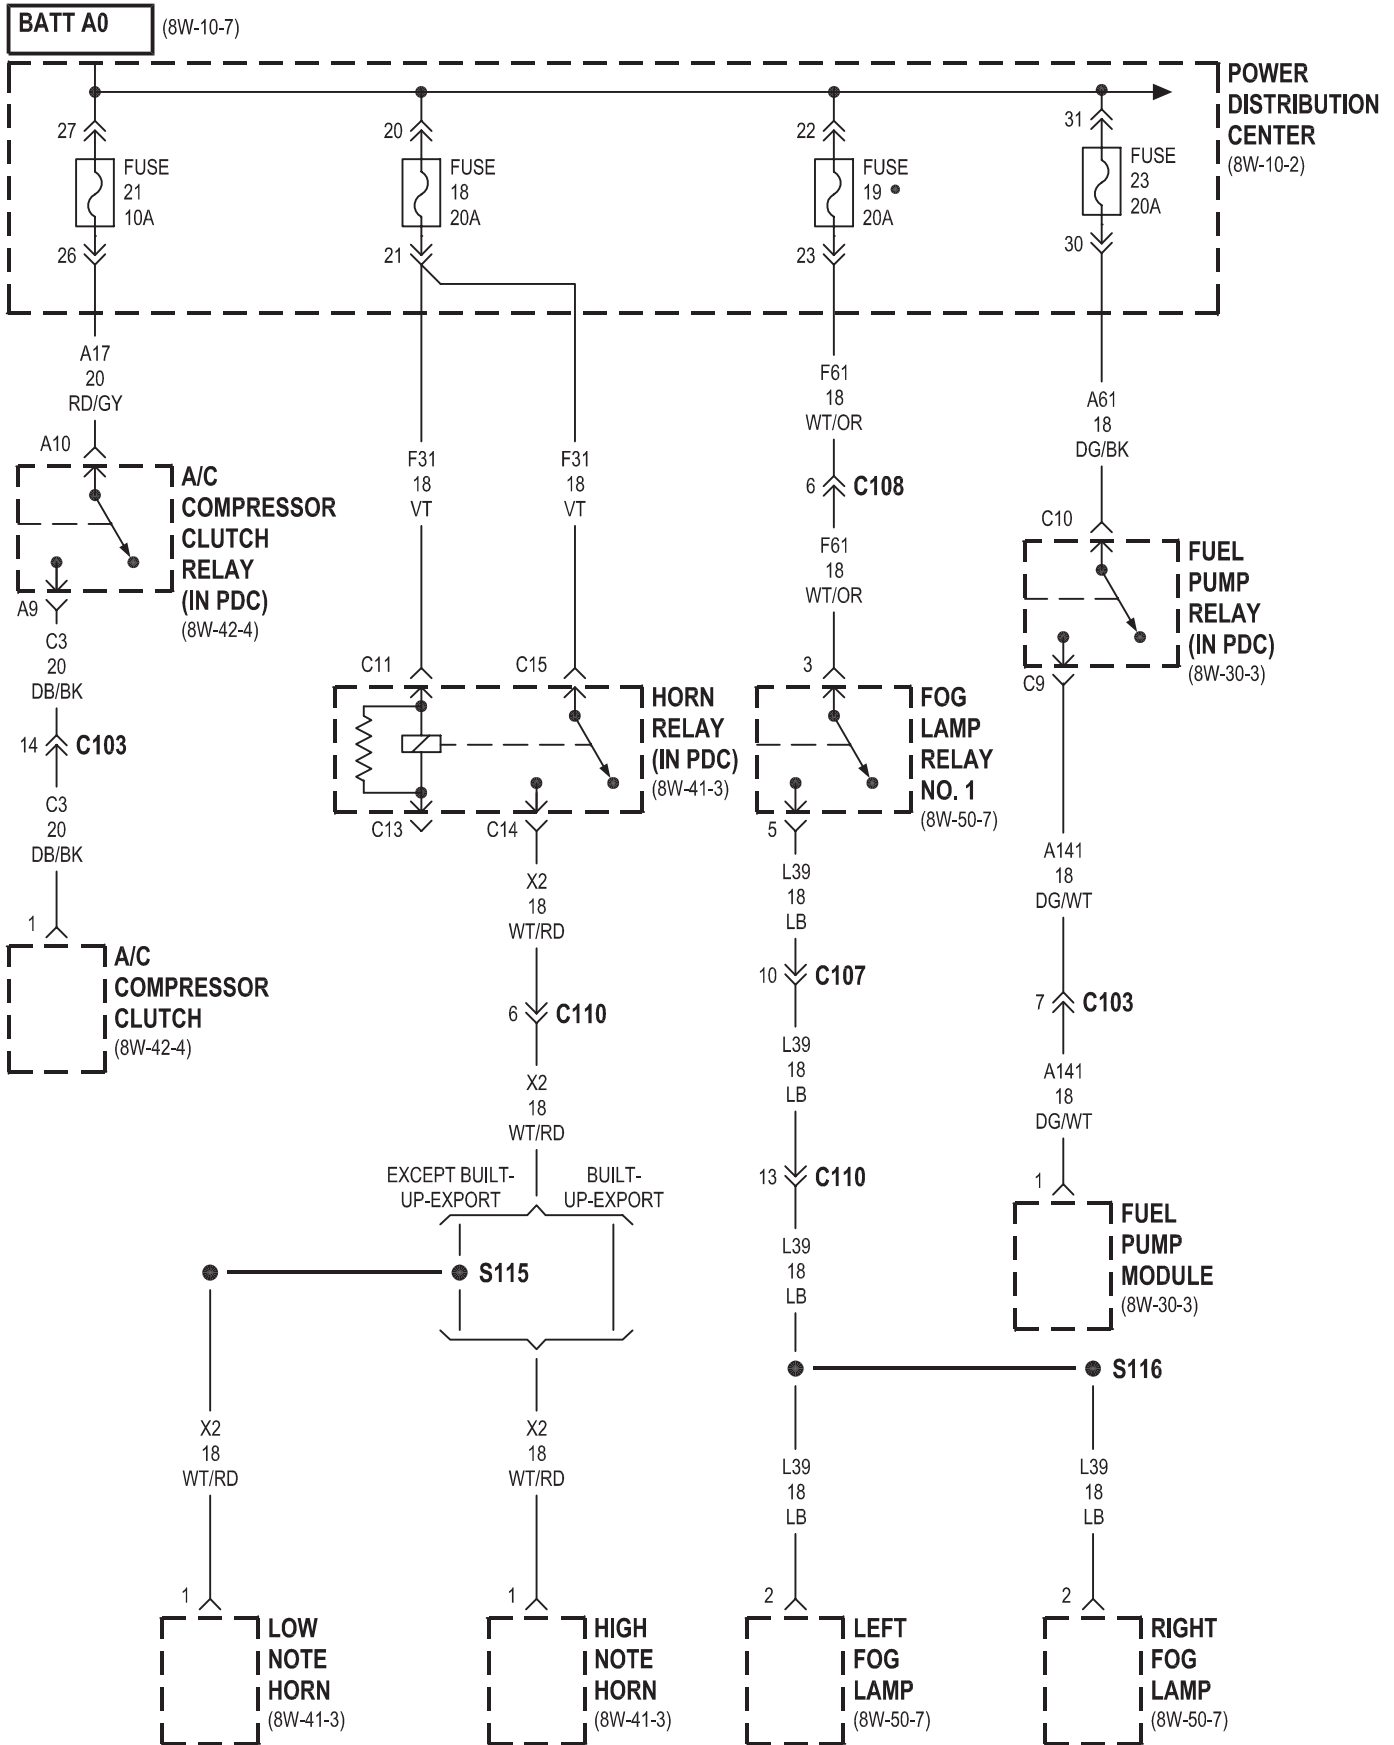 BATT A0 (8W-10-7)
POWER
DISTRIBUTION
CENTER
(8W-10-2)
27
FUSE
21
10A
26
20
FUSE
18
20A
21
22
FUSE
19 ●
20A
23
31
FUSE
23
20A
30
A17
20
RD/GY
A10
A/C
COMPRESSOR
CLUTCH
RELAY
(IN PDC)
(8W-42-4)
A9
C3
20
DB/BK
14 C103
C3
20
DB/BK
1
A/C
COMPRESSOR
CLUTCH
(8W-42-4)
F31
18
VT
F31
18
VT
C11
C15
HORN
RELAY
(IN PDC)
(8W-41-3)
C13
C14
X2
18
WT/RD
6 C110
X2
18
WT/RD
EXCEPT BUILT-
UP-EXPORT
BUILT-
UP-EXPORT
S115
X2
18
WT/RD
X2
18
WT/RD
1
LOW
NOTE
HORN
(8W-41-3)
1
HIGH
NOTE
HORN
(8W-41-3)
F61
18
WT/OR
6 C108
F61
18
WT/OR
3
FOG
LAMP
RELAY
NO. 1
(8W-50-7)
5
L39
18
LB
10 C107
L39
18
LB
13 C110
L39
18
LB
S116
L39
18
LB
L39
18
LB
2
LEFT
FOG
LAMP
(8W-50-7)
2
RIGHT
FOG
LAMP
(8W-50-7)
A61
18
DG/BK
C10
FUEL
PUMP
RELAY
(IN PDC)
(8W-30-3)
C9
A141
18
DG/WT
7 C103
A141
18
DG/WT
1
FUEL
PUMP
MODULE
(8W-30-3)